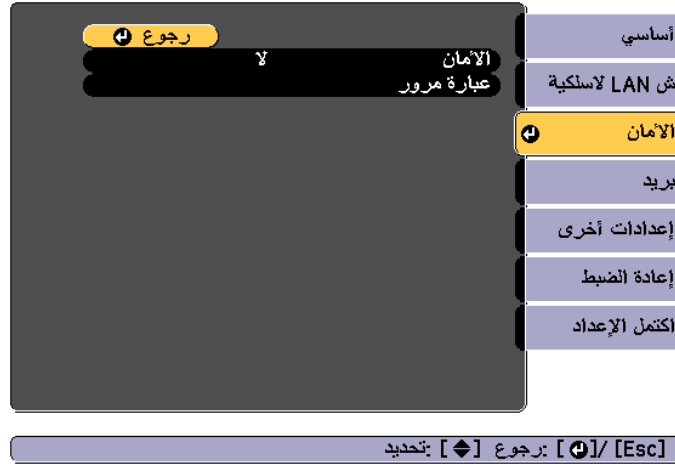 أساسي
ش LAN لاسلكية
الأمان
بريد
إعدادات أخرى
إعادة الضبط
اكتمل الإعداد
رجوع
الأمان لا
عبارة مرور
[Esc] /[ ] :رجوع [ ] :تحديد